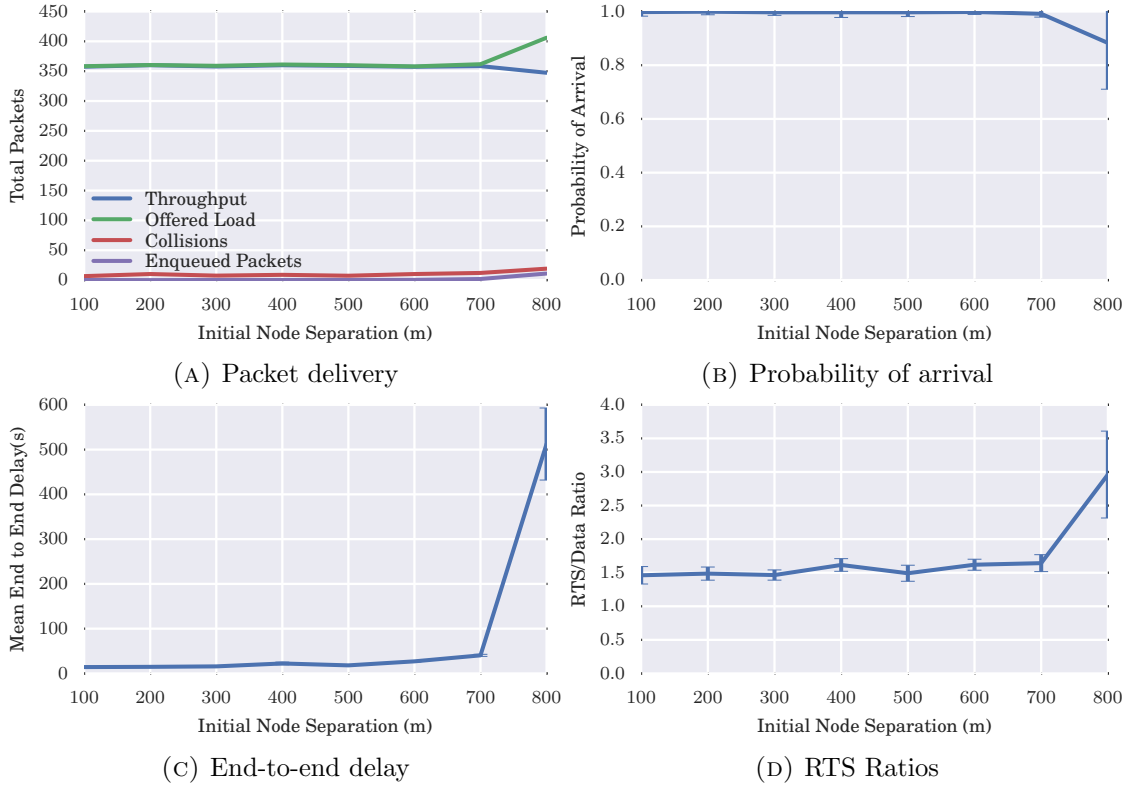 450
400
350
300
250
200
150
100
50
0
Total Packets
Throughput
Offered Load
Collisions
Enqueued Packets
100 200 300 400 500 600 700 800
Initial Node Separation (m)
(A) Packet delivery
1.0
0.8
0.6
0.4
0.2
0.0
Probability of Arrival
100 200 300 400 500 600 700 800
Initial Node Separation (m)
(B) Probability of arrival
600
500
400
300
200
100
0
Mean End to End Delay(s)
100 200 300 400 500 600 700 800
Initial Node Separation (m)
(C) End-to-end delay
4.0
3.5
3.0
2.5
2.0
1.5
1.0
0.5
0.0
RTS/Data Ratio
100 200 300 400 500 600 700 800
Initial Node Separation (m)
(D) RTS Ratios